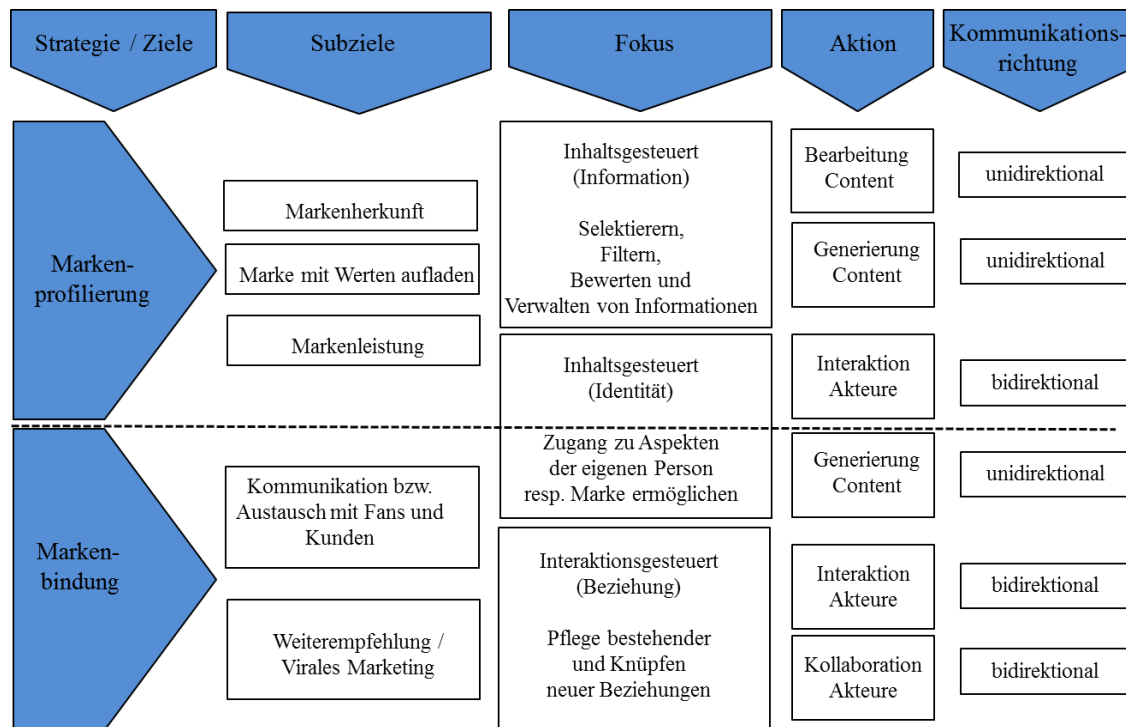 Strategie / Ziele
Subziele
Fokus
Aktion
Kommunikations-
richtung
Marken-
profilierung
Markenherkunft
Marke mit Werten aufladen
Markenleistung
Inhaltsgesteuert
(Information)
Selektierern,
Filtern,
Bewerten und
Verwalten von Informationen
Bearbeitung
Content
unidirektional
Generierung
Content
unidirektional
Inhaltsgesteuert
(Identität)
Zugang zu Aspekten
der eigenen Person
resp. Marke ermöglichen
Interaktion
Akteure
bidirektional
Marken-
bindung
Kommunikation bzw.
Austausch mit Fans und
Kunden
Weiterempfehlung /
Virales Marketing
Generierung
Content
unidirektional
Interaktionsgesteuert
(Beziehung)
Pflege bestehender
und Knüpfen
neuer Beziehungen
Interaktion
Akteure
bidirektional
Kollaboration
Akteure
bidirektional